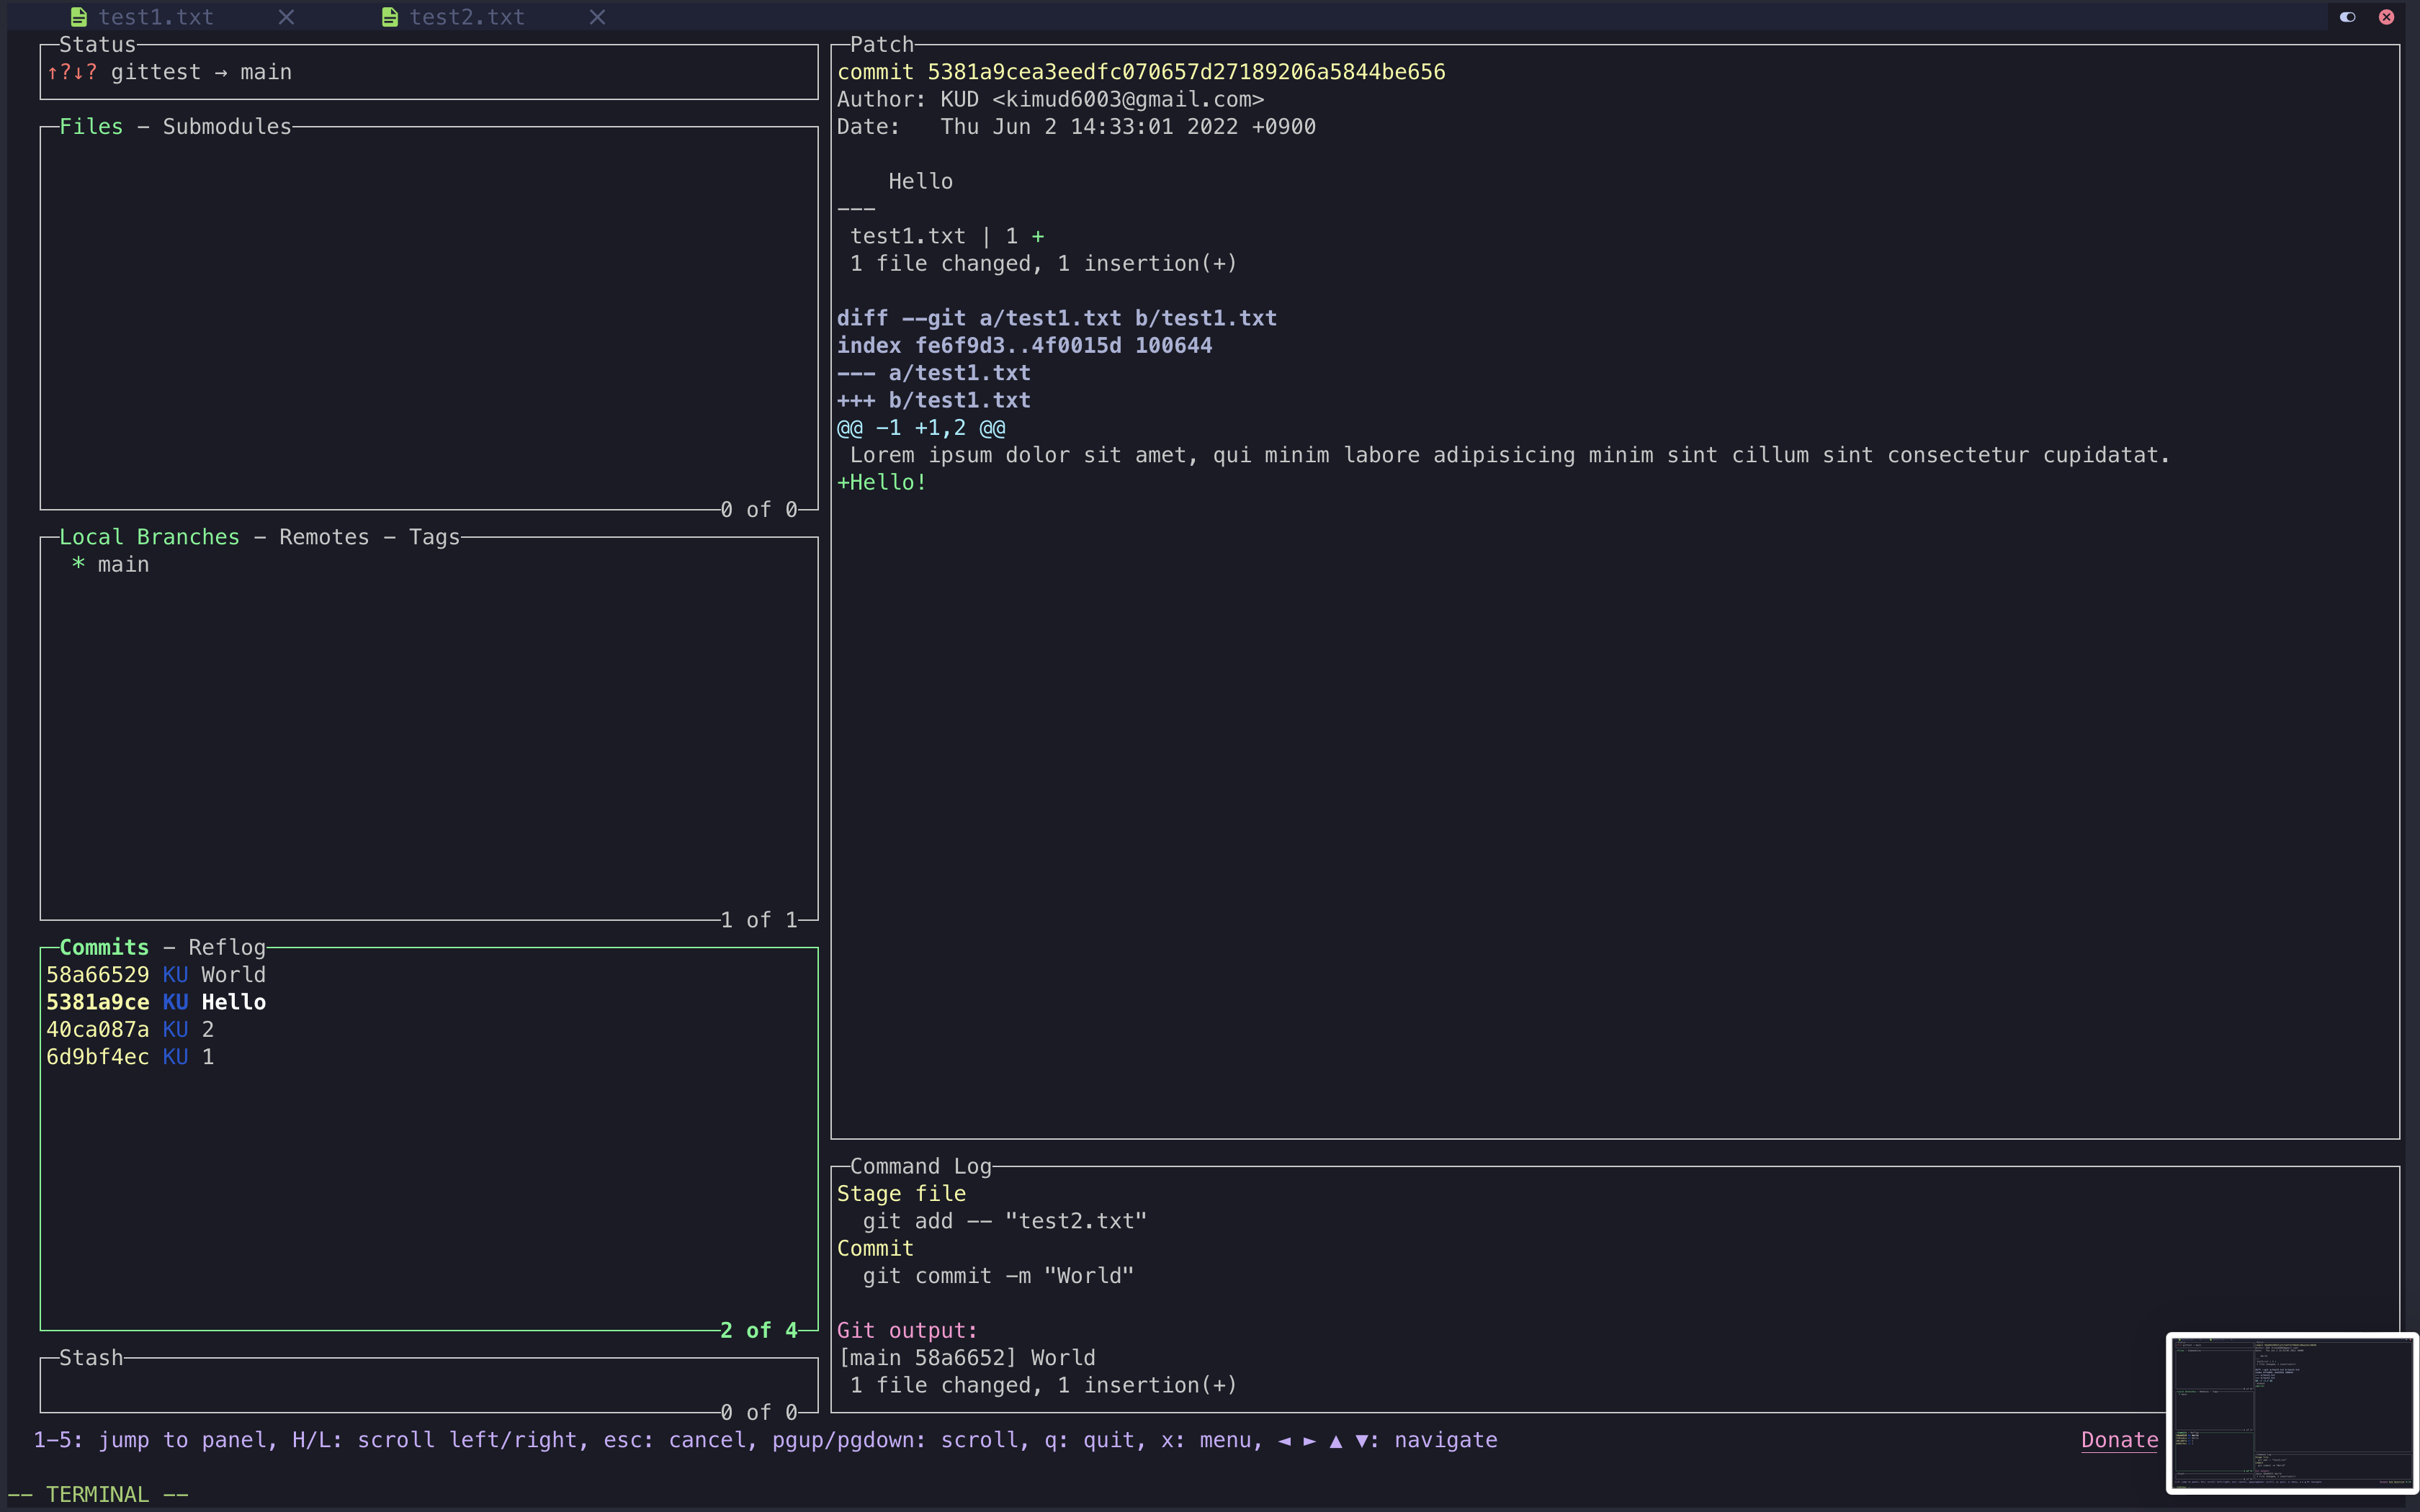 test1.txt test2.txt
Status
↑?↓? gittest → main
Files - Submodules
0 of 0
Local Branches - Remotes - Tags
* main
1 of 1
Commits - Reflog
58a66529 KU World
5381a9ce KU Hello
40ca087a KU 2
6d9bf4ec KU 1
2 of 4
Stash
0 of 0
Patch
commit 5381a9cea3eedfc070657d27189206a5844be656
Author: KUD <kimud6003@gmail.com>
Date:   Thu Jun 2 14:33:01 2022 +0900
Hello
---
test1.txt | 1 +
1 file changed, 1 insertion(+)
diff --git a/test1.txt b/test1.txt
index fe6f9d3..4f0015d 100644
--- a/test1.txt
+++ b/test1.txt
@@ -1 +1,2 @@
Lorem ipsum dolor sit amet, qui minim labore adipisicing minim sint cillum sint consectetur cupidatat.
+Hello!
Command Log
Stage file
git add -- "test2.txt"
Commit
git commit -m "World"
Git output:
[main 58a6652] World
1 file changed, 1 insertion(+)
1-5: jump to panel, H/L: scroll left/right, esc: cancel, pgup/pgdown: scroll, q: quit, x: menu, ◄ ► ▲ ▼: navigate
Donate
-- TERMINAL --